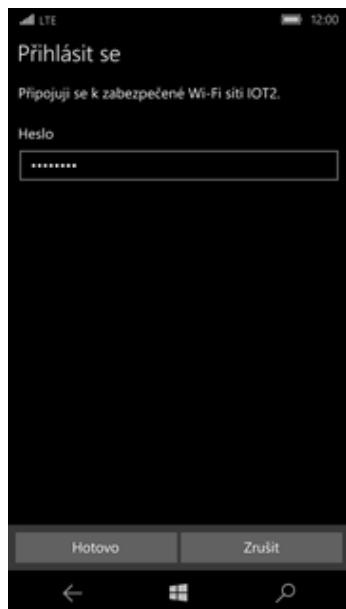 LTE 12:00
Přihlásit se
Připojuji se k zabezpečené Wi-Fi síti IOT2.
Heslo
••••••••
Hotovo Zrušit